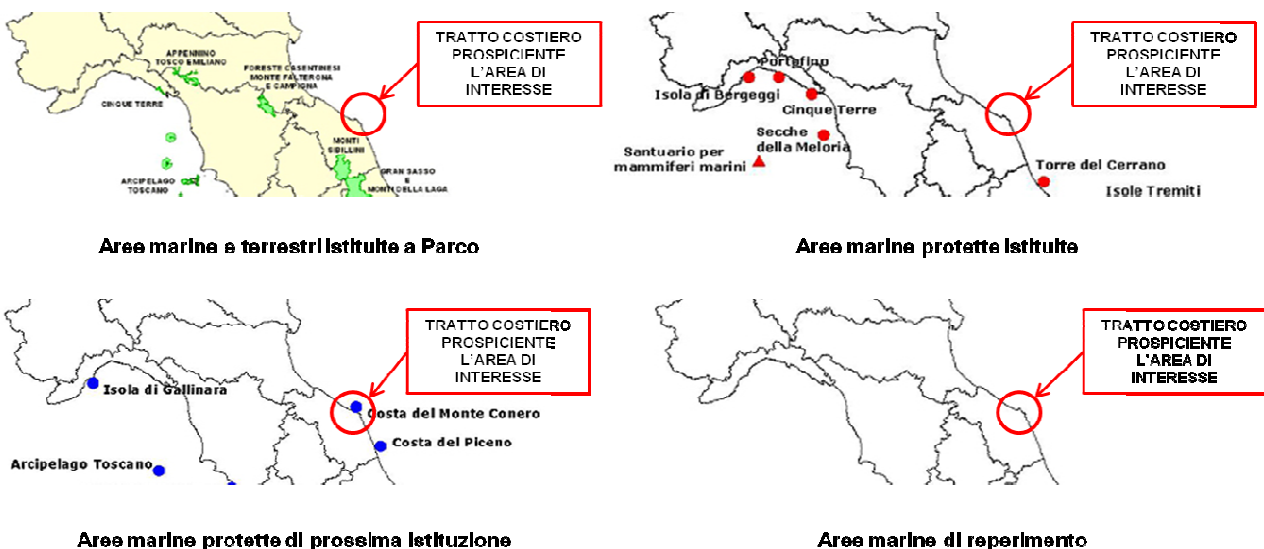 TRATTO COSTIERO
PROSPICIENTE
L'AREA DI
INTERESSE
APPENNINO
TOSCO EMILIANO
FORESTE CASENTINESI
MONTE FALTERONA
E CAMPIGNA
CINQUE TERRE
MONTI
SIBILLINI
GRAN SASSO
E
MONTI DELLA LAGA
ARCIPELAGO
TOSCANO
Aree marine e terrestri istituite a Parco
TRATTO COSTIERO
PROSPICIENTE
L'AREA DI
INTERESSE
Portofino
Isola di Bergeggi
Cinque Terre
Secche
della Meloria
Santuario per
mammiferi marini
Torre del Cerrano
Isole Tremiti
Aree marine protette istituite
TRATTO COSTIERO
PROSPICIENTE
L'AREA DI
INTERESSE
Isola di Gallinara
Costa del Monte Conero
Costa del Piceno
Arcipelago Toscano
Aree marine protette di prossima istituzione
TRATTO COSTIERO
PROSPICIENTE
L'AREA DI
INTERESSE
Aree marine di reperimento